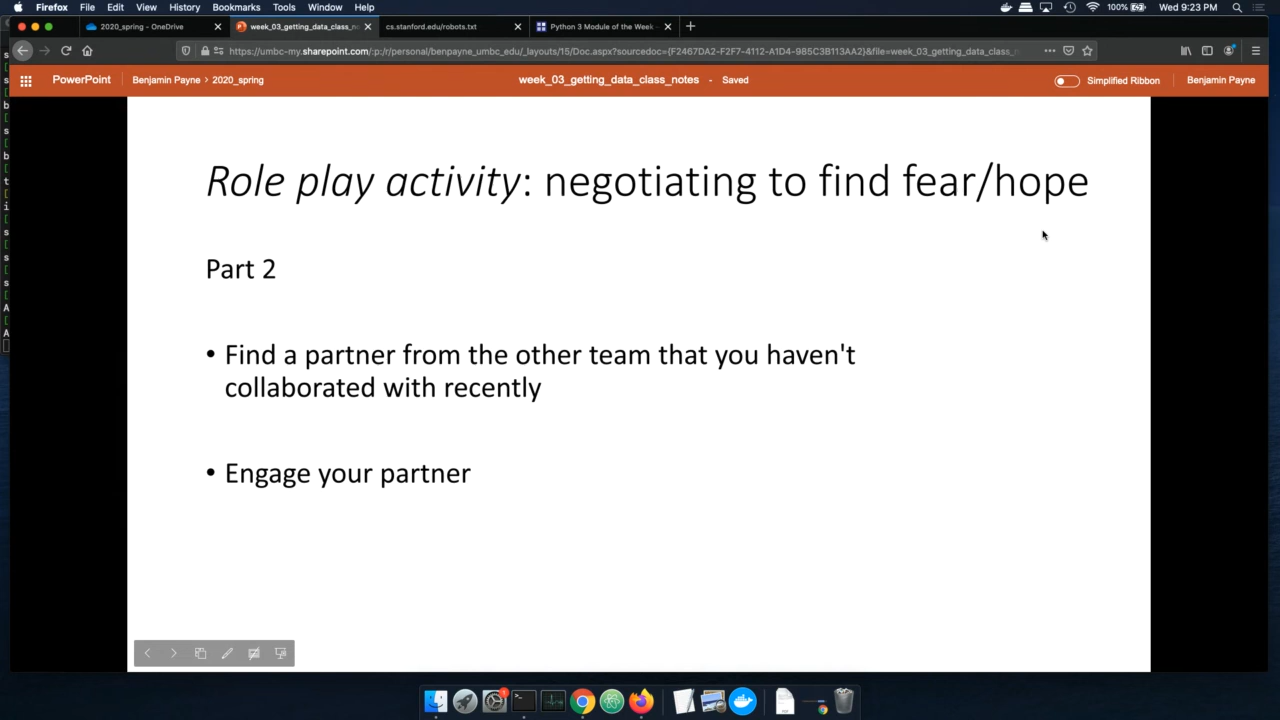 Firefox File Edit View History Bookmarks Tools Window Help 100% Wed 9:23 PM
2020_spring - OneDrive week_03_getting_data_class_no cs.stanford.edu/robots.txt Python 3 Module of the Week —
https://umbc-my.sharepoint.com/:p:/r/personal/benpayne_umbc_edu/_layouts/15/Doc.aspx?sourcedoc={F2467DA2-F2F7-4112-A1D4-985C3B113AA2}&file=week_03_getting_data_class_n
PowerPoint Benjamin Payne > 2020_spring week_03_getting_data_class_notes - Saved Simplified Ribbon Benjamin Payne
Role play activity: negotiating to find fear/hope
Part 2
• Find a partner from the other team that you haven't
collaborated with recently
• Engage your partner